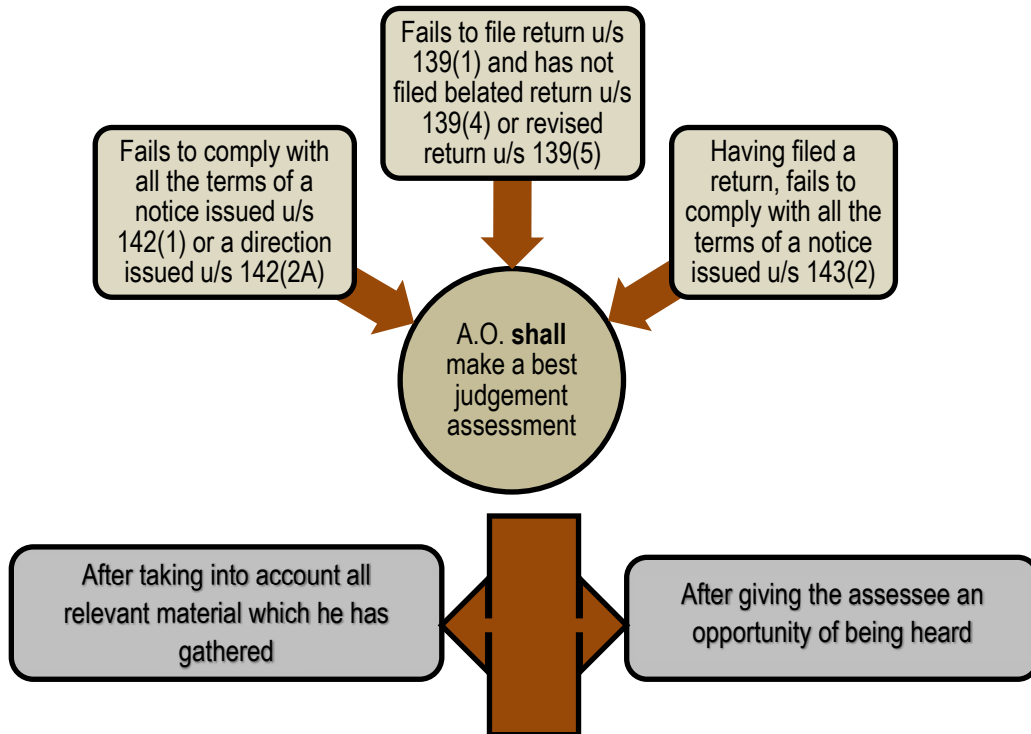 Fails to file return u/s
139(1) and has not
filed belated return u/s
139(4) or revised
return u/s 139(5)
Fails to comply with
all the terms of a
notice issued u/s
142(1) or a direction
issued u/s 142(2A)
Having filed a
return, fails to
comply with all the
terms of a notice
issued u/s 143(2)
A.O. shall
make a best
judgement
assessment
After taking into account all
relevant material which he has
gathered
After giving the assessee an
opportunity of being heard